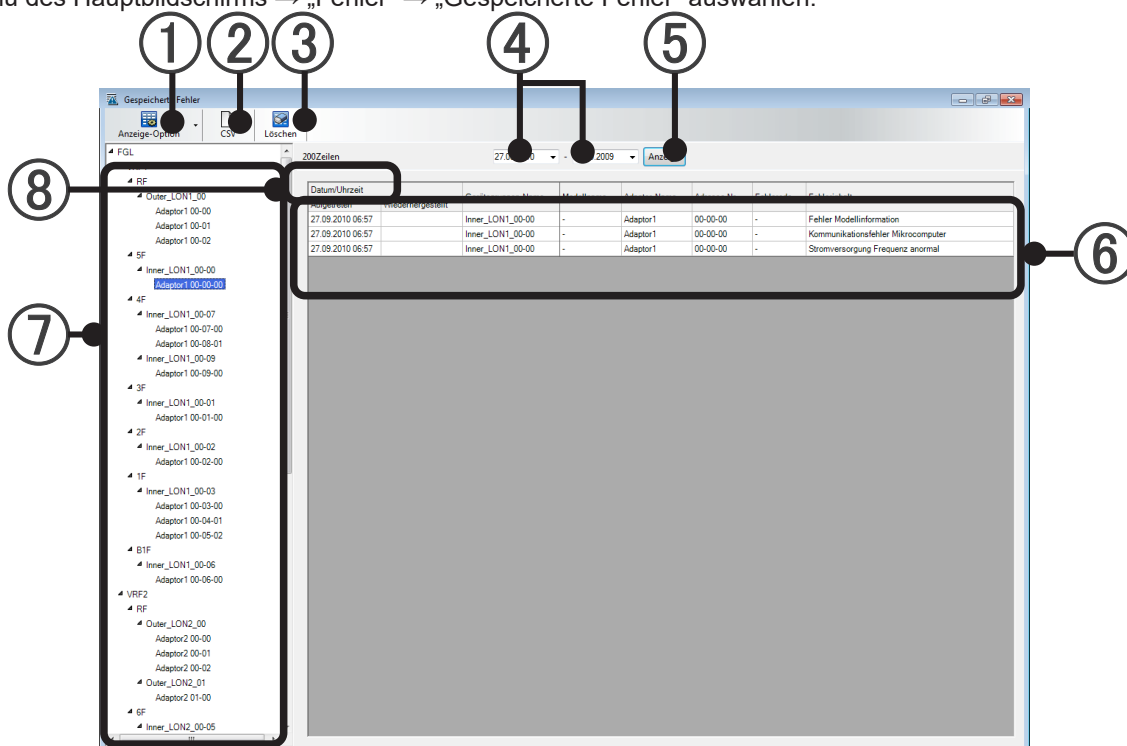 des Hauptbildschirms → „Fehler“ → „Gespeicherte Fehler“ auswählen.
① ② ③ ④ ⑤
Gespeicherte Fehler
Anzeige-Option CSV Löschen
FGL
200Zeilen
2009
⑧
RF
Outer_LON1_00
Adaptor1 00-00
Adaptor1 00-01
Adaptor1 00-02
5F
Inner_LON1_00-00
Adaptor1 00-00-00
4F
Inner_LON1_00-07
Adaptor1 00-07-00
Adaptor1 00-08-01
Inner_LON1_00-09
Adaptor1 00-09-00
3F
Inner_LON1_00-01
Adaptor1 00-01-00
2F
Inner_LON1_00-02
Adaptor1 00-02-00
1F
Inner_LON1_00-03
Adaptor1 00-03-00
Adaptor1 00-04-01
Adaptor1 00-05-02
B1F
Inner_LON1_00-06
Adaptor1 00-06-00
VRF2
RF
Outer_LON2_00
Adaptor2 00-00
Adaptor2 00-01
Adaptor2 00-02
Outer_LON2_01
Adaptor2 01-00
6F
Inner_LON2_00-05
⑦
Datum/Uhrzeit
Aufgetreten Wiederhergestellt
27.09.2010 06:57 Inner_LON1_00-00 - Adaptor1 00-00-00 - Fehler Modellinformation
27.09.2010 06:57 Inner_LON1_00-00 - Adaptor1 00-00-00 - Kommunikationsfehler Mikrocomputer
27.09.2010 06:57 Inner_LON1_00-00 - Adaptor1 00-00-00 - Stromversorgung Frequenz anormal
⑥